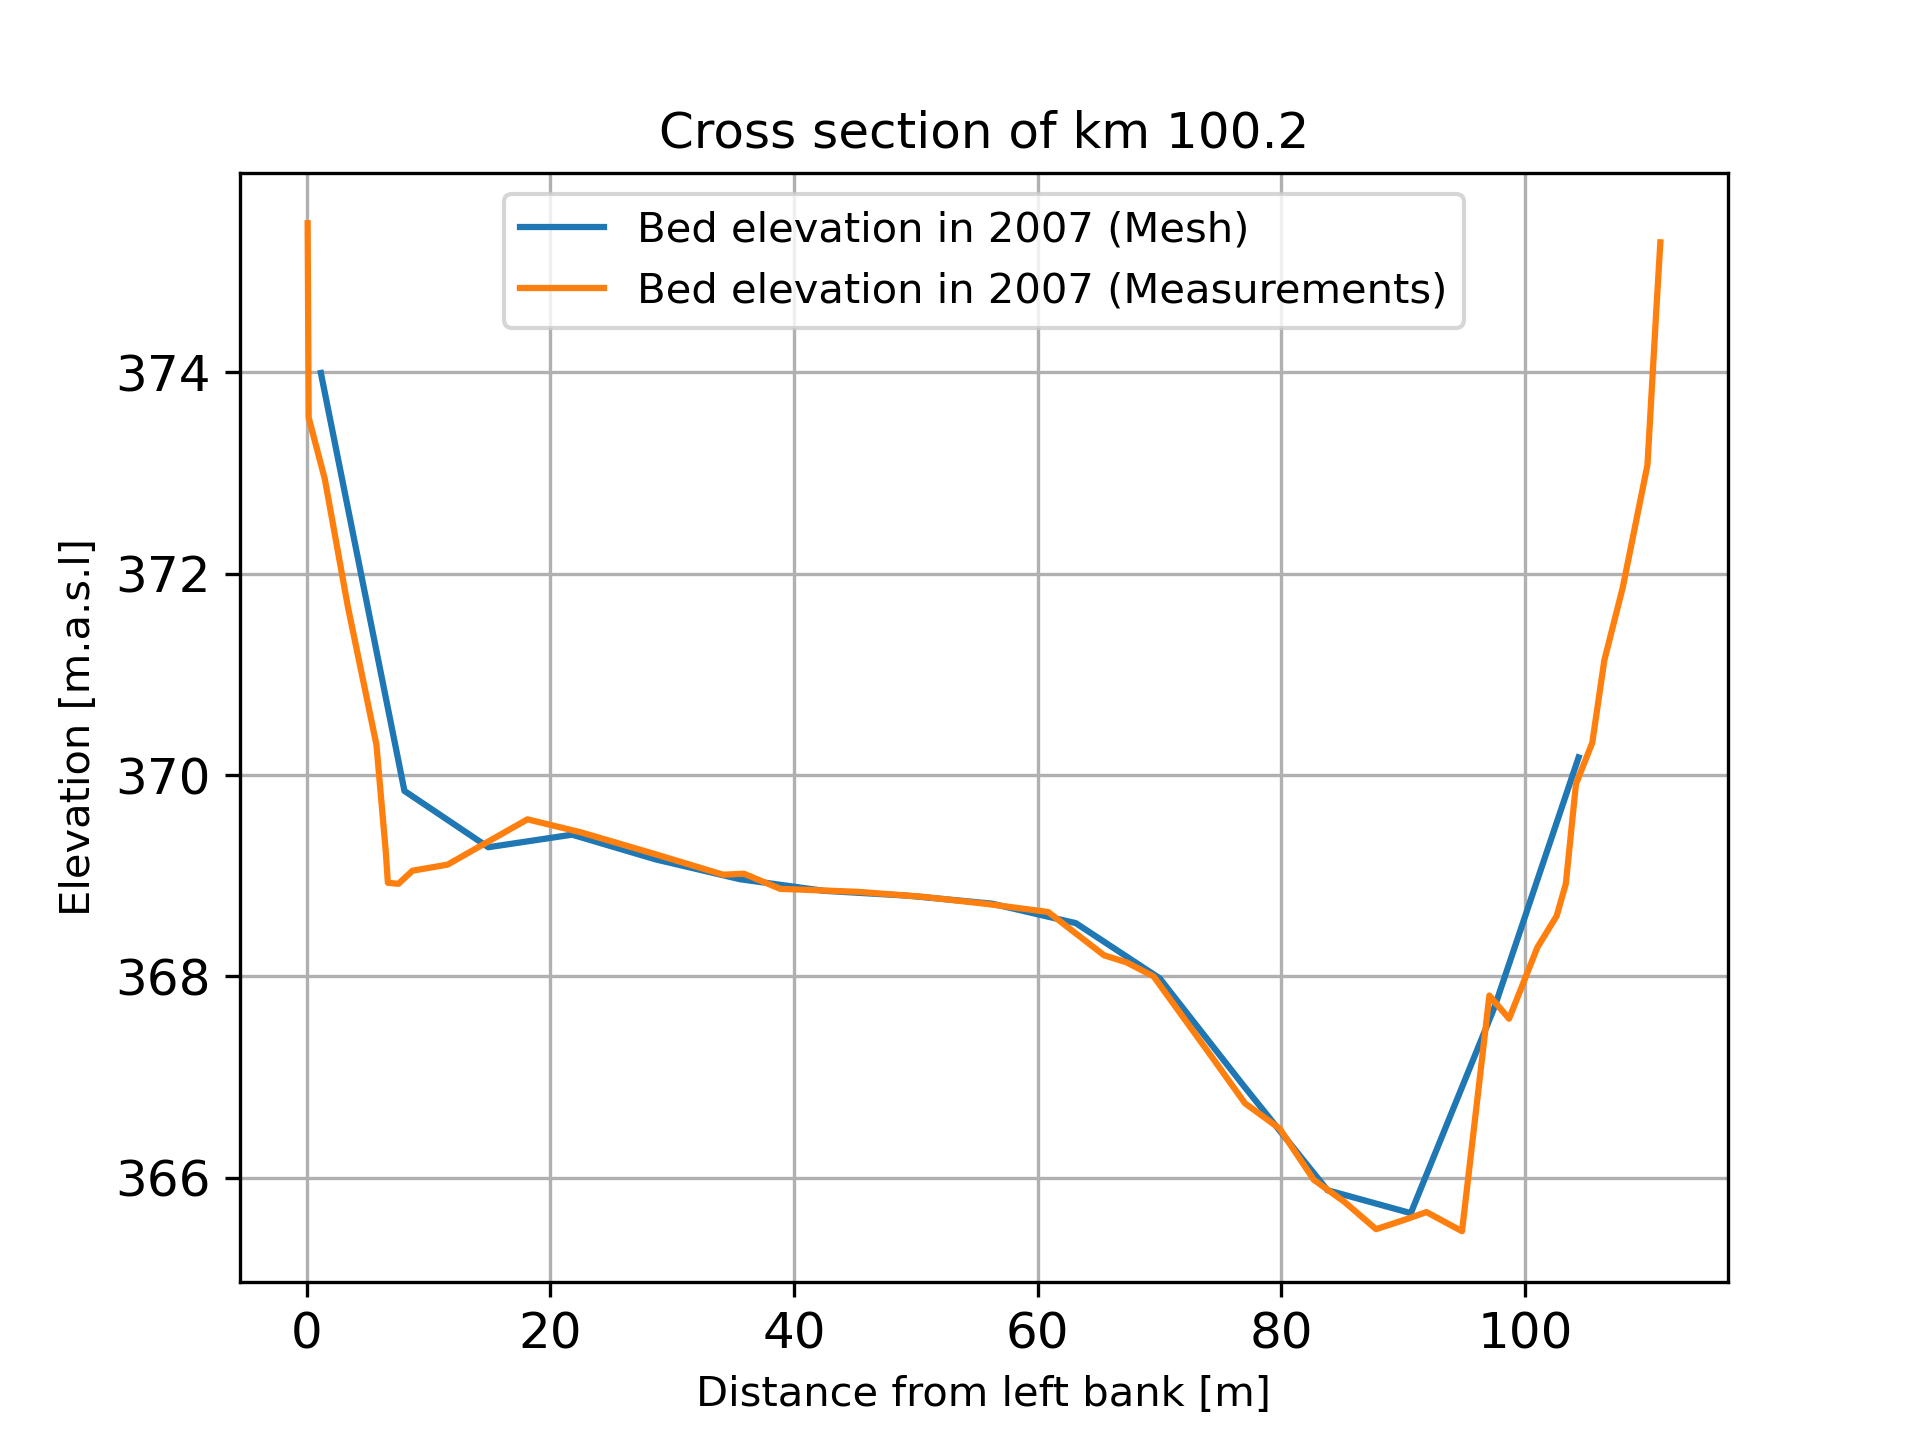 Cross section of km 100.2
Bed elevation in 2007 (Mesh)
Bed elevation in 2007 (Measurements)
Elevation [m.a.s.l]
374
372
370
368
366
0 20 40 60 80 100
Distance from left bank [m]